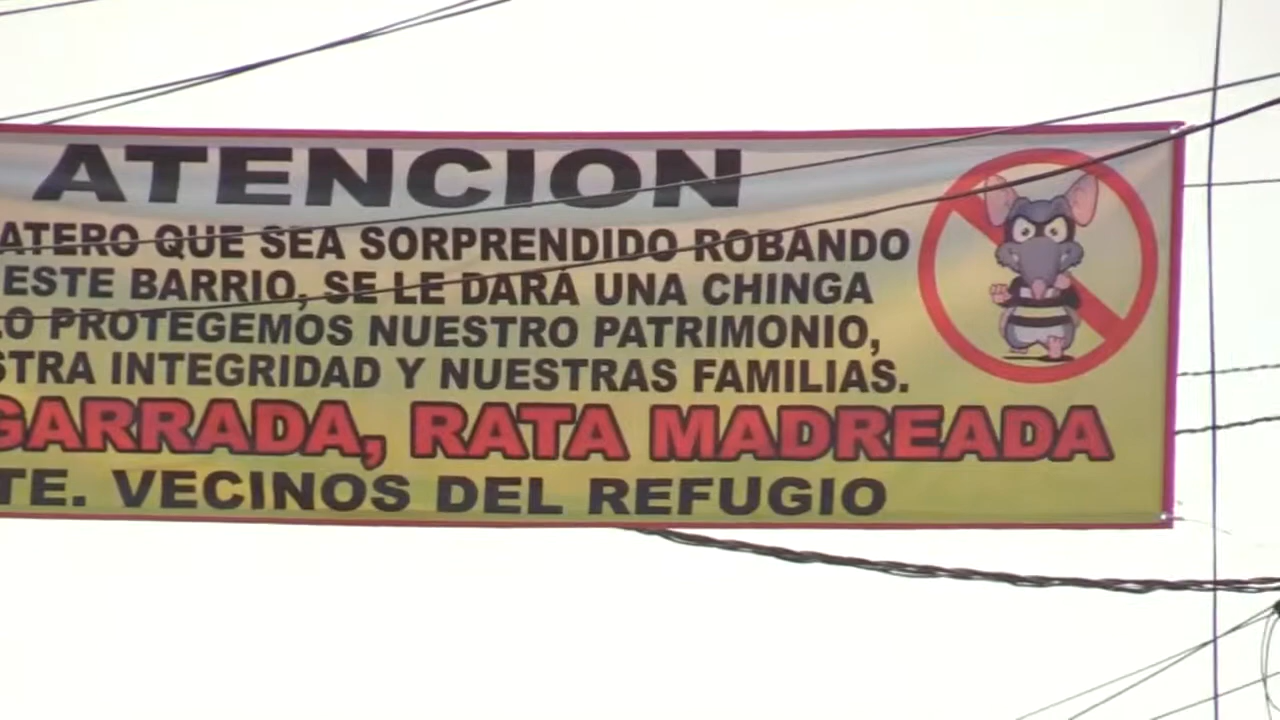 ATENCION
ATERO QUE SEA SORPRENDIDO ROBANDO
ESTE BARRIO, SE LE DARÁ UNA CHINGA
LO PROTEGEMOS NUESTRO PATRIMONIO,
STRA INTEGRIDAD Y NUESTRAS FAMILIAS.
GARRADA, RATA MADREADA
TE. VECINOS DEL REFUGIO